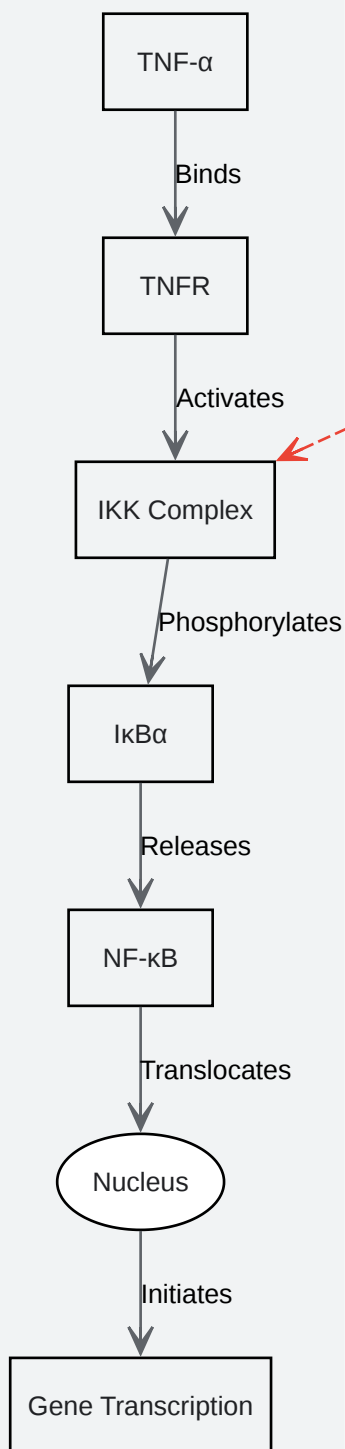 TNF-α
Binds
TNFR
Activates
IKK Complex
Phosphorylates
IκBα
Releases
NF-κB
Translocates
Nucleus
Initiates
Gene Transcription